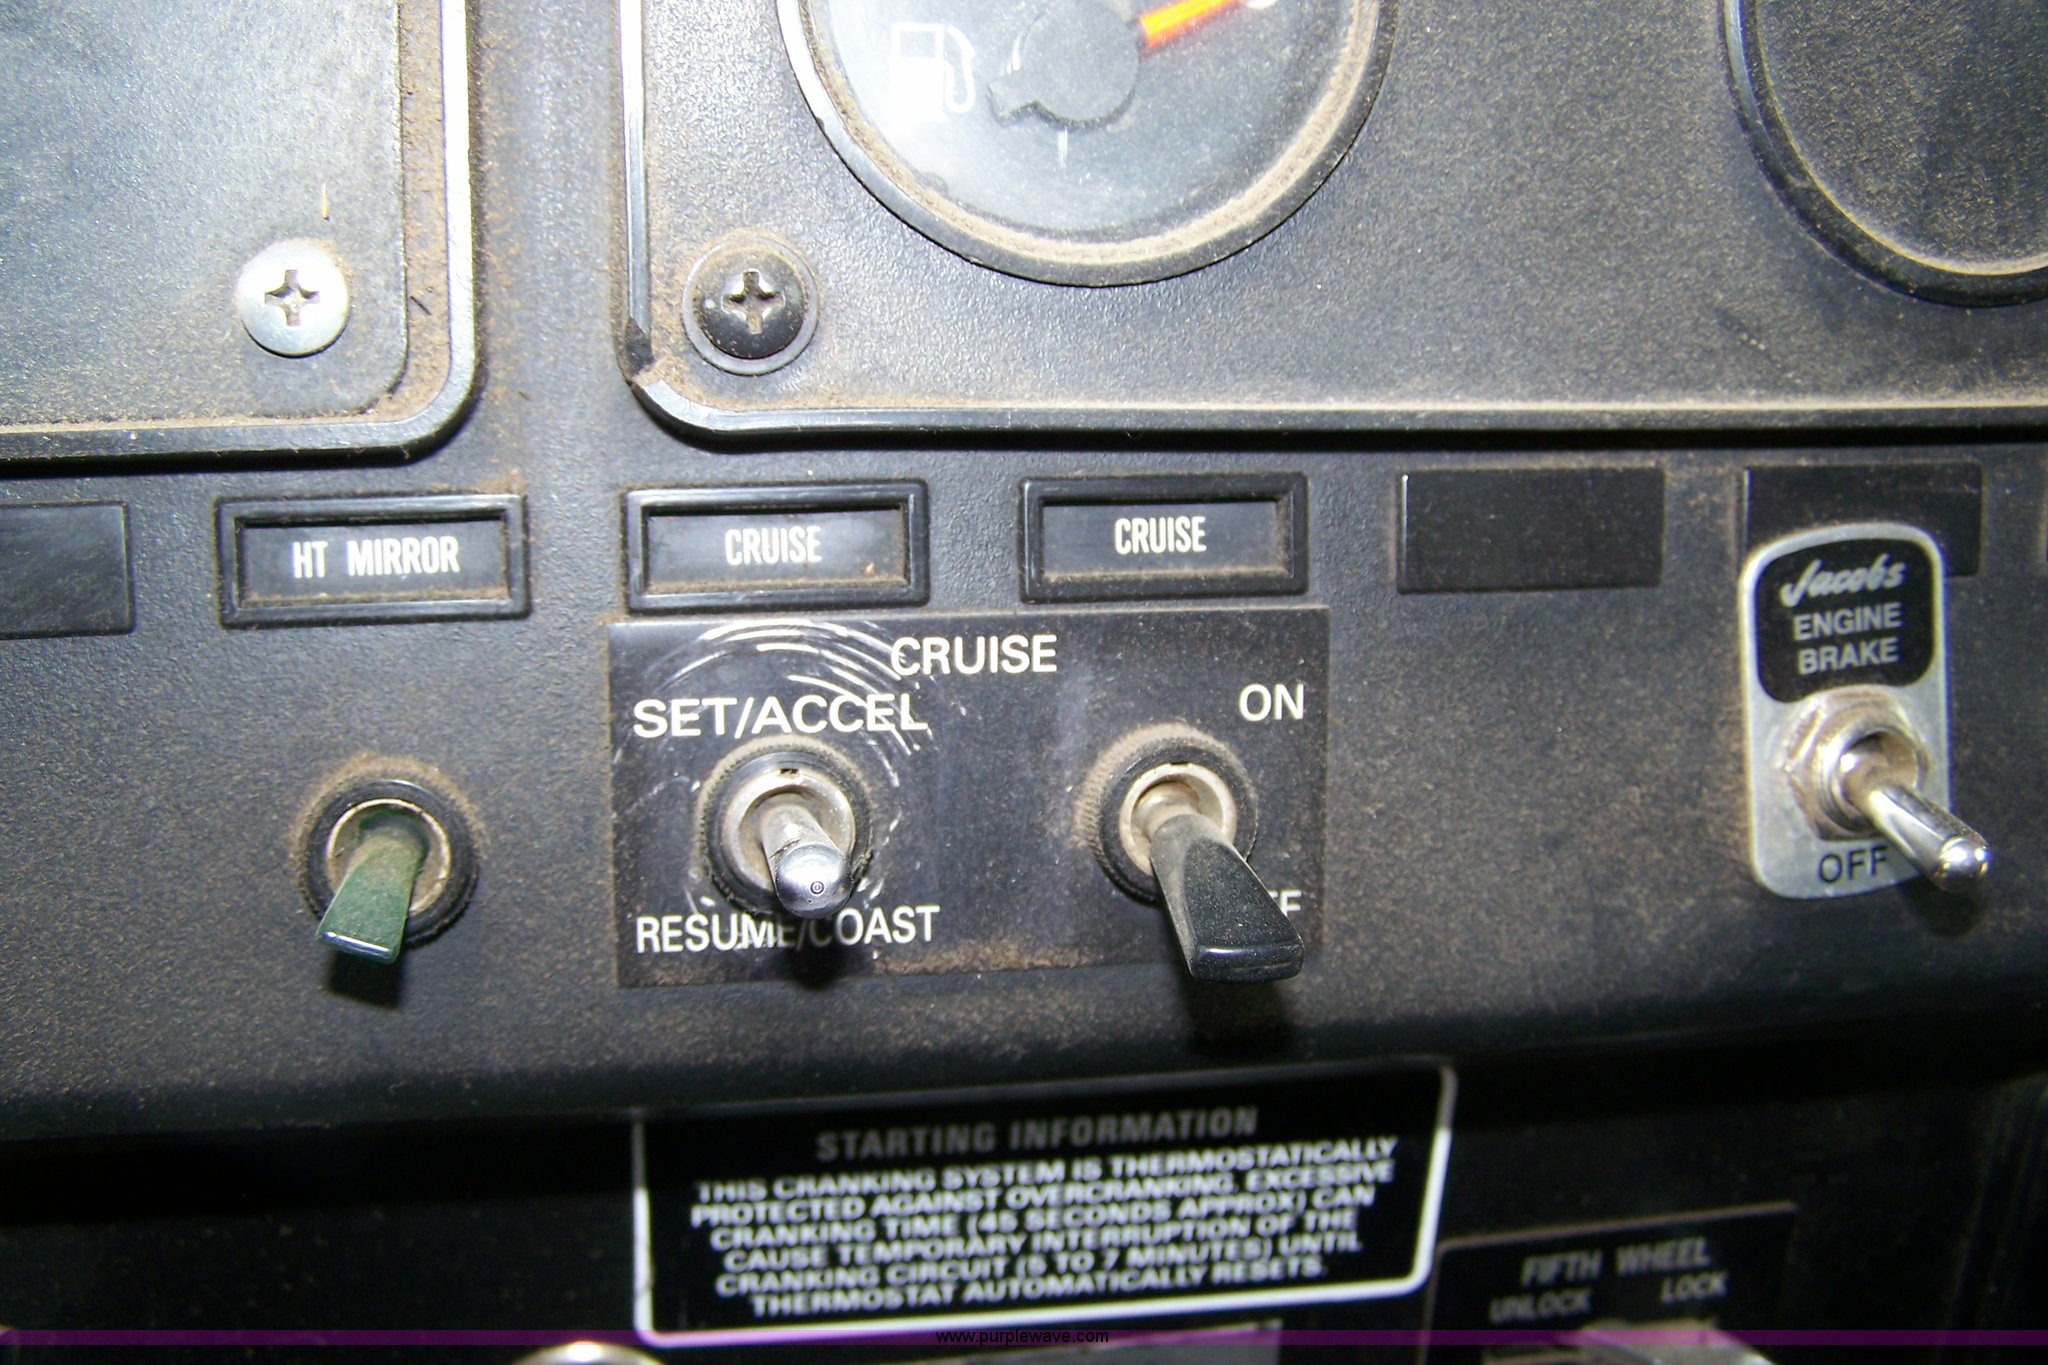 HT MIRROR
CRUISE
CRUISE
Jacobs
ENGINE
BRAKE
OFF
CRUISE
SET/ACCEL
ON
RESUME/COAST
STARTING INFORMATION
THIS CRANKING SYSTEM IS THERMOSTATICALLY
PROTECTED AGAINST OVERCRANKING. EXCESSIVE
CRANKING TIME (45 SECONDS APPROX) CAN
CAUSE TEMPORARY INTERRUPTION OF THE
CRANKING CIRCUIT (5 TO 7 MINUTES) UNTIL
THERMOSTAT AUTOMATICALLY RESETS.
FIFTH WHEEL
UNLOCK LOCK
www.purplewave.com